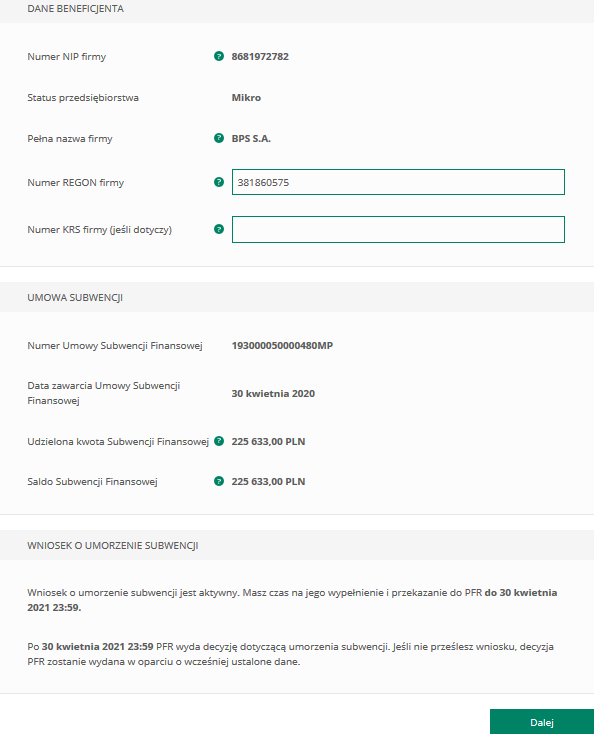 DANE BENEFICJENTA
Numer NIP firmy ? 8681972782
Status przedsiębiorstwa Mikro
Pełna nazwa firmy ? BPS S.A.
Numer REGON firmy ? 381860575
Numer KRS firmy (jeśli dotyczy) ?
UMOWA SUBWENCJI
Numer Umowy Subwencji Finansowej 193000050000480MP
Data zawarcia Umowy Subwencji
Finansowej 30 kwietnia 2020
Udzielona kwota Subwencji Finansowej ? 225 633,00 PLN
Saldo Subwencji Finansowej ? 225 633,00 PLN
WNIOSEK O UMORZENIE SUBWENCJI
Wniosek o umorzenie subwencji jest aktywny. Masz czas na jego wypełnienie i przekazanie do PFR do 30 kwietnia
2021 23:59.
Po 30 kwietnia 2021 23:59 PFR wyda decyzję dotyczącą umorzenia subwencji. Jeśli nie prześlesz wniosku, decyzja
PFR zostanie wydana w oparciu o wcześniej ustalone dane.
Dalej